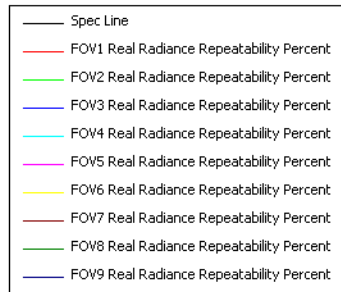 Spec Line
FOV1 Real Radiance Repeatability Percent
FOV2 Real Radiance Repeatability Percent
FOV3 Real Radiance Repeatability Percent
FOV4 Real Radiance Repeatability Percent
FOV5 Real Radiance Repeatability Percent
FOV6 Real Radiance Repeatability Percent
FOV7 Real Radiance Repeatability Percent
FOV8 Real Radiance Repeatability Percent
FOV9 Real Radiance Repeatability Percent